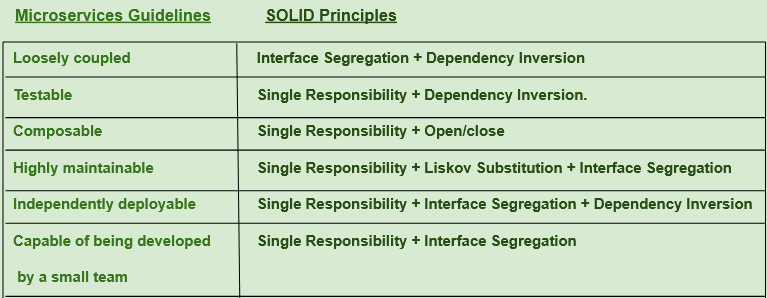 Microservices Guidelines SOLID Principles
Loosely coupled Interface Segregation + Dependency Inversion
Testable Single Responsibility + Dependency Inversion.
Composable Single Responsibility + Open/close
Highly maintainable Single Responsibility + Liskov Substitution + Interface Segregation
Independently deployable Single Responsibility + Interface Segregation + Dependency Inversion
Capable of being developed Single Responsibility + Interface Segregation
by a small team